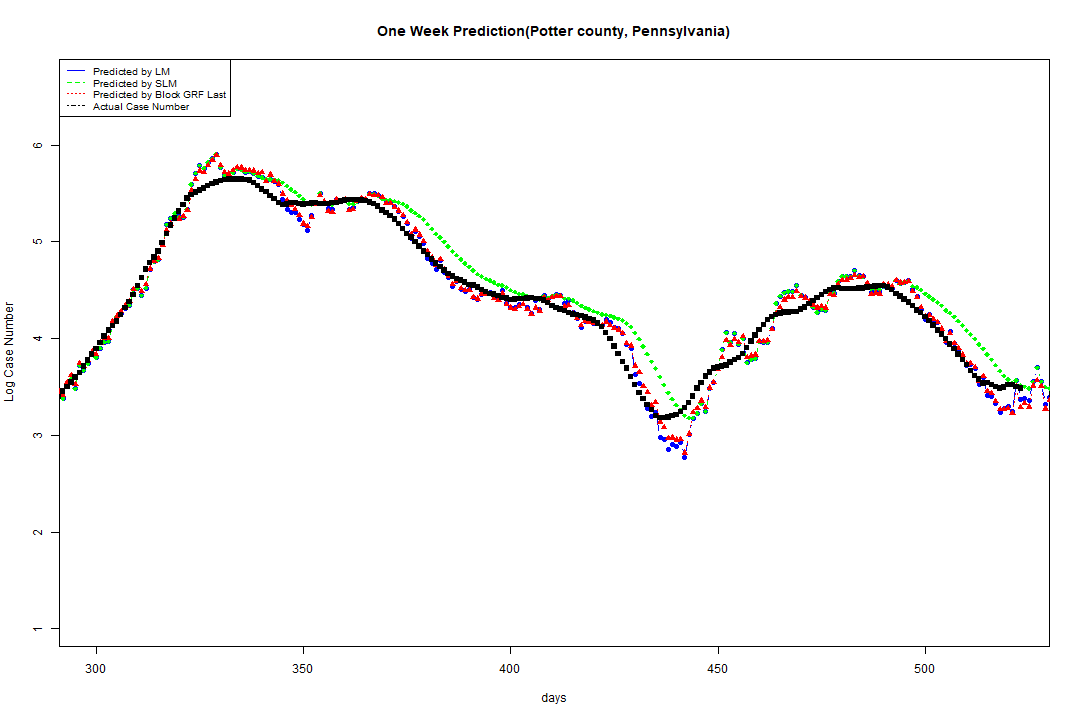 One Week Prediction(Potter county, Pennsylvania)
Predicted by LM
Predicted by SLM
Predicted by Block GRF Last
Actual Case Number
6
5
4
3
2
1
Log Case Number
300 350 400 450 500
days